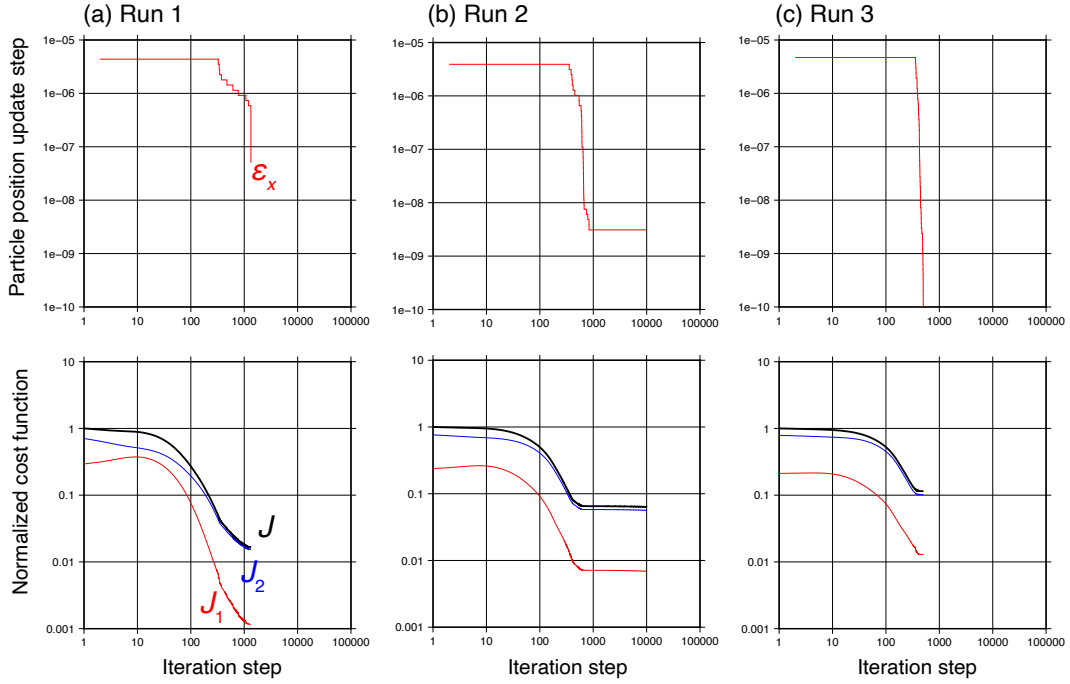 (a) Run 1
(b) Run 2
(c) Run 3
Particle position update step
1e−05
1e−06
1e−07
1e−08
1e−09
1e−10
1 10 100 1000 10000 100000
εx
1e−05
1e−06
1e−07
1e−08
1e−09
1e−10
1 10 100 1000 10000 100000
1e−05
1e−06
1e−07
1e−08
1e−09
1e−10
1 10 100 1000 10000 100000
Normalized cost function
10
1
0.1
0.01
0.001
1 10 100 1000 10000 100000
J
J2
J1
Iteration step
10
1
0.1
0.01
0.001
1 10 100 1000 10000 100000
Iteration step
10
1
0.1
0.01
0.001
1 10 100 1000 10000 100000
Iteration step